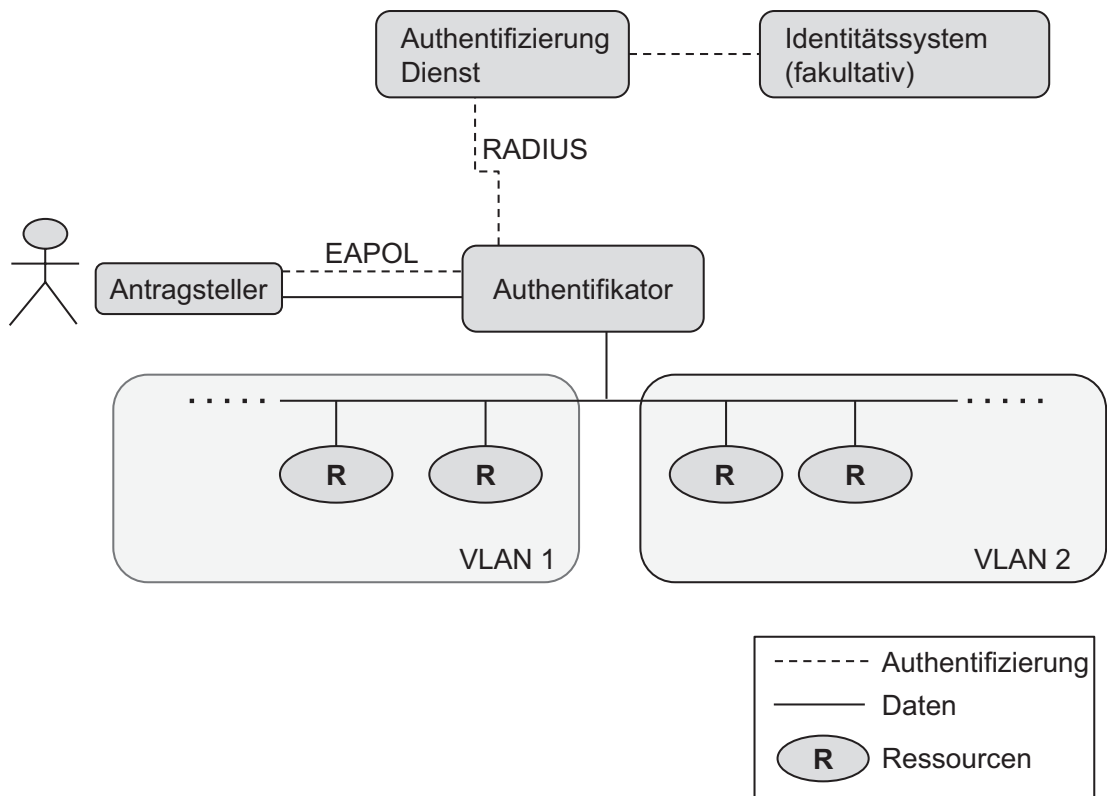 Authentifizierung
Dienst
Identitätssystem
(fakultativ)
RADIUS
EAPOL
Antragsteller
Authentifikator
R
R
R
R
VLAN 1
VLAN 2
Authentifizierung
Daten
R
Ressourcen